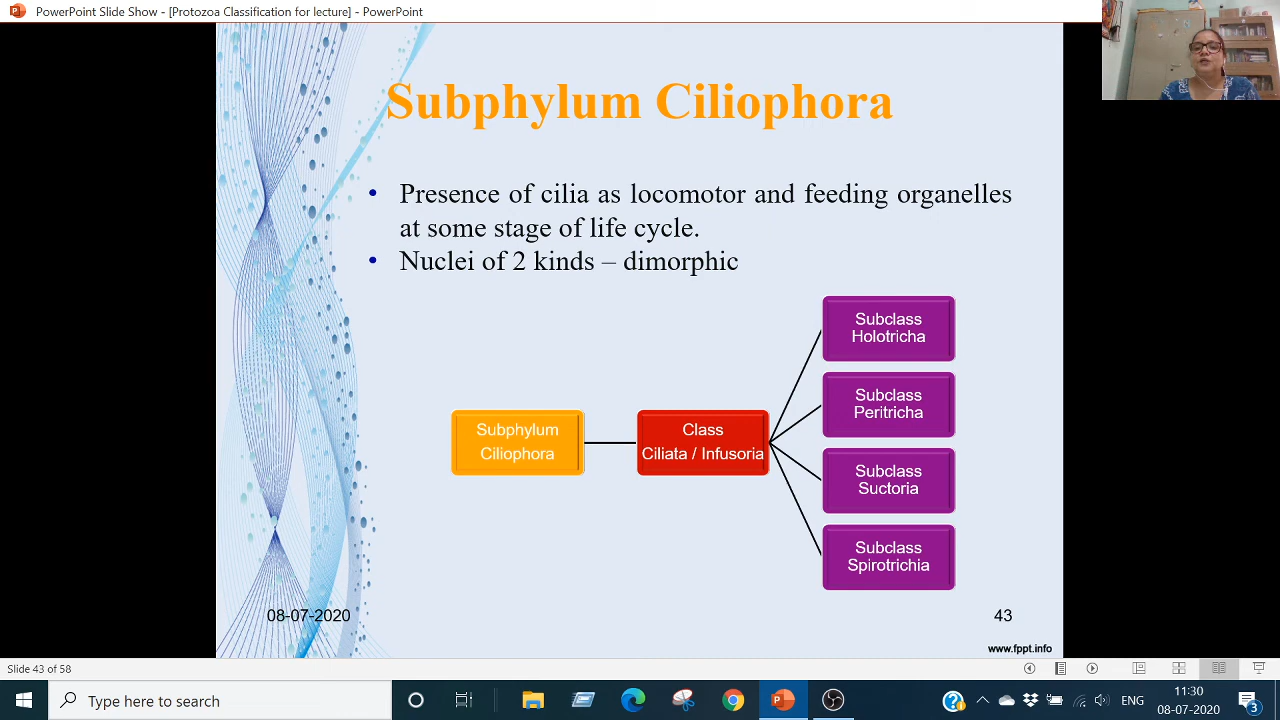 PowerPoint Slide Show - [Protozoa Classification for lecture] - PowerPoint
Subphylum Ciliophora
• Presence of cilia as locomotor and feeding organelles
at some stage of life cycle.
• Nuclei of 2 kinds – dimorphic
Subclass
Holotricha
Subclass
Peritricha
Subphylum
Ciliophora
Class
Ciliata / Infusoria
Subclass
Suctoria
Subclass
Spirotrichia
08-07-2020
43
www.fppt.info
Slide 43 of 58
Type here to search
ENG
11:30
08-07-2020
3